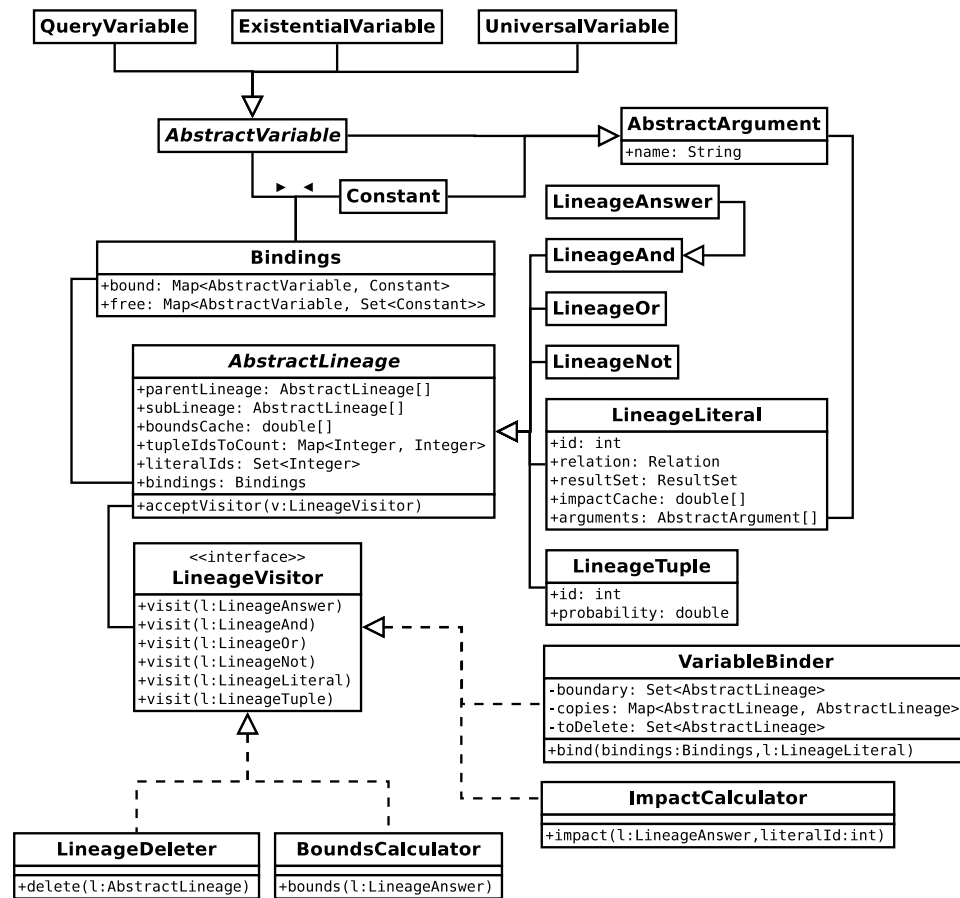 QueryVariable
ExistentialVariable
UniversalVariable
AbstractVariable
AbstractArgument
+name: String
Constant
Bindings
+bound: Map<AbstractVariable, Constant>
+free: Map<AbstractVariable, Set<Constant>>
LineageAnswer
LineageAnd
LineageOr
LineageNot
AbstractLineage
+parentLineage: AbstractLineage[]
+subLineage: AbstractLineage[]
+boundsCache: double[]
+tupleIdsToCount: Map<Integer, Integer>
+literalIds: Set<Integer>
+bindings: Bindings
+acceptVisitor(v:LineageVisitor)
LineageLiteral
+id: int
+relation: Relation
+resultSet: ResultSet
+impactCache: double[]
+arguments: AbstractArgument[]
LineageTuple
+id: int
+probability: double
<<interface>>
LineageVisitor
+visit(l:LineageAnswer)
+visit(l:LineageAnd)
+visit(l:LineageOr)
+visit(l:LineageNot)
+visit(l:LineageLiteral)
+visit(l:LineageTuple)
VariableBinder
-boundary: Set<AbstractLineage>
-copies: Map<AbstractLineage, AbstractLineage>
-toDelete: Set<AbstractLineage>
+bind(bindings:Bindings,l:LineageLiteral)
ImpactCalculator
+impact(l:LineageAnswer,literalId:int)
LineageDeleter
+delete(l:AbstractLineage)
BoundsCalculator
+bounds(l:LineageAnswer)